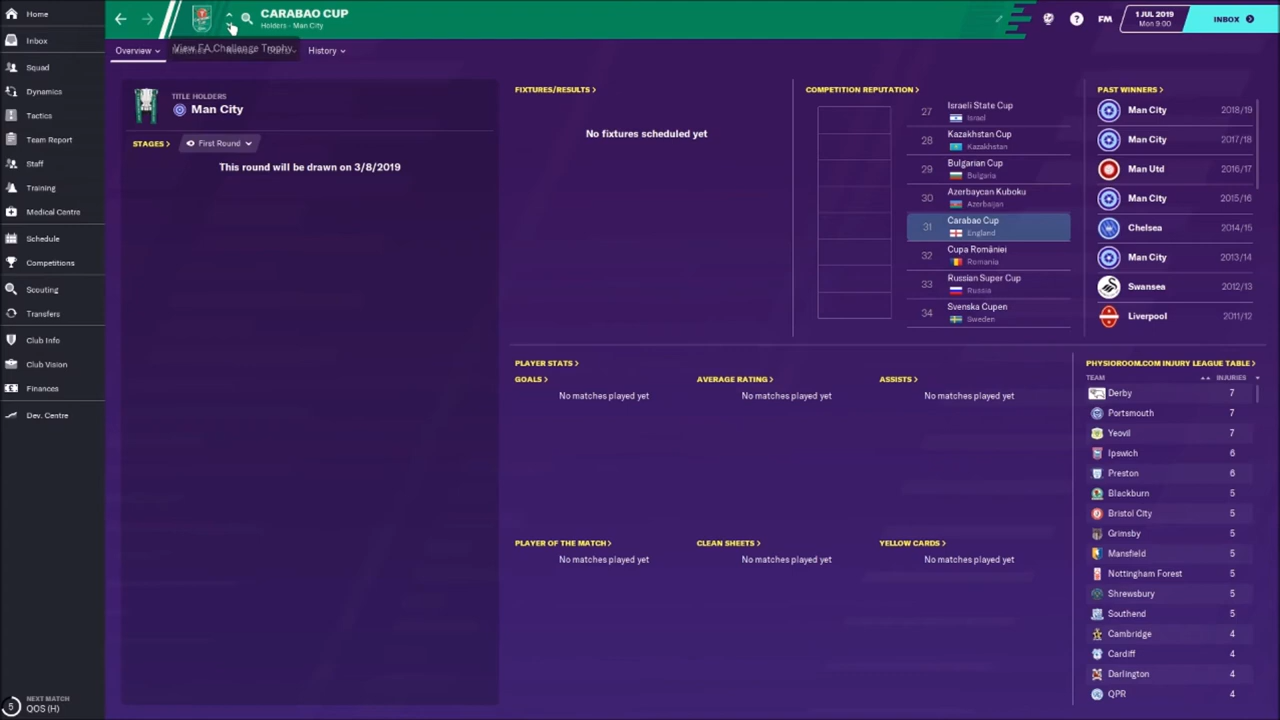 Home
Inbox
Squad
Dynamics
Tactics
Team Report
Staff
Training
Medical Centre
Schedule
Competitions
Scouting
Transfers
Club Info
Club Vision
Finances
Dev. Centre
5
NEXT MATCH
QOS (H)
CARABAO CUP
Holders - Man City
? FM
1 JUL 2019
Mon 9:00
INBOX
View FA Challenge Trophy
Overview
History
TITLE HOLDERS
Man City
STAGES > First Round
This round will be drawn on 3/8/2019
FIXTURES/RESULTS >
No fixtures scheduled yet
COMPETITION REPUTATION >
27 Israeli State Cup
Israel
28 Kazakhstan Cup
Kazakhstan
29 Bulgarian Cup
Bulgaria
30 Azerbaycan Kuboku
Azerbaijan
31 Carabao Cup
England
32 Cupa României
Romania
33 Russian Super Cup
Russia
34 Svenska Cupen
Sweden
PAST WINNERS >
Man City 2018/19
Man City 2017/18
Man Utd 2016/17
Man City 2015/16
Chelsea 2014/15
Man City 2013/14
Swansea 2012/13
Liverpool 2011/12
PLAYER STATS >
GOALS >
No matches played yet
AVERAGE RATING >
No matches played yet
ASSISTS >
No matches played yet
PLAYER OF THE MATCH >
No matches played yet
CLEAN SHEETS >
No matches played yet
YELLOW CARDS >
No matches played yet
PHYSIOROOM.COM INJURY LEAGUE TABLE >
TEAM INJURIES
Derby 7
Portsmouth 7
Yeovil 7
Ipswich 6
Preston 6
Blackburn 5
Bristol City 5
Grimsby 5
Mansfield 5
Nottingham Forest 5
Shrewsbury 5
Southend 5
Cambridge 4
Cardiff 4
Darlington 4
QPR 4